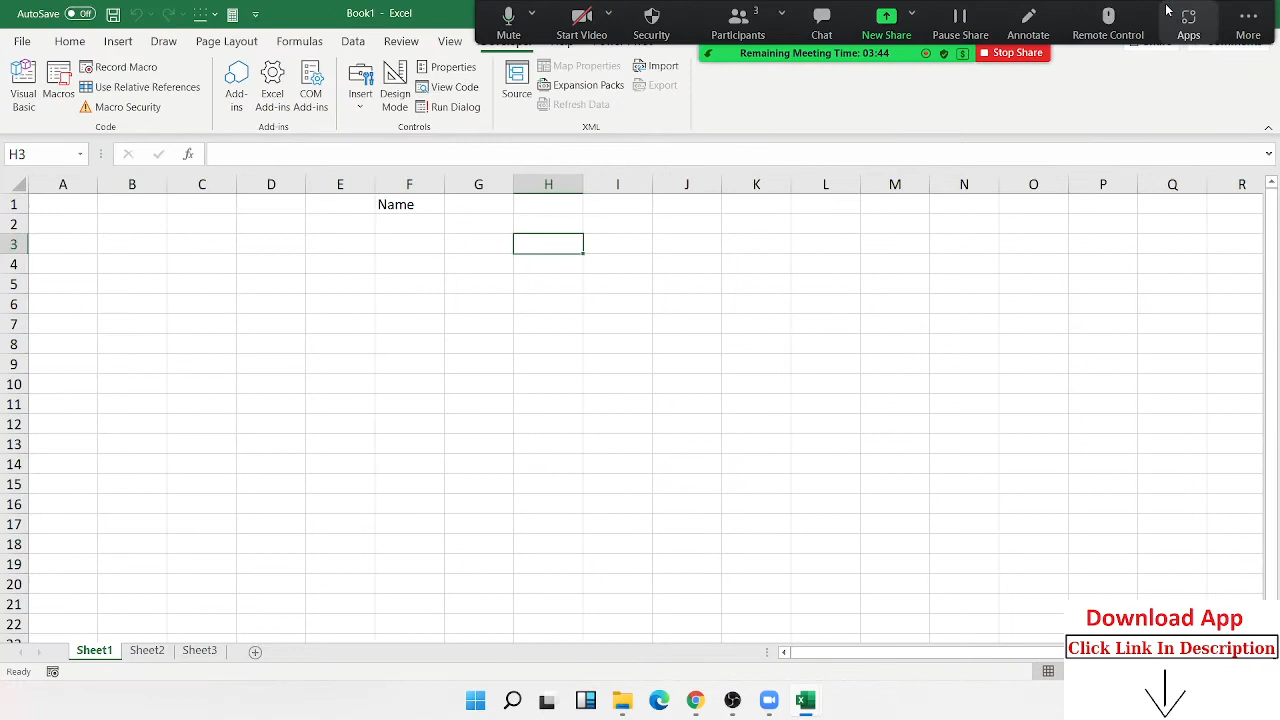 AutoSave Off Book1 - Excel
Mute Start Video Security Participants 3 Chat New Share Pause Share Annotate Remote Control Apps More
Remaining Meeting Time: 03:44 Stop Share
File Home Insert Draw Page Layout Formulas Data Review View
Visual Basic
Macros
Use Relative References
Macro Security
Code
Add-ins
Excel Add-ins
COM Add-ins
Add-ins
Insert
Design Mode
Properties
View Code
Run Dialog
Controls
Source
Map Properties
Expansion Packs
Refresh Data
Import
Export
XML
H3
fx
A B C D E F G H I J K L M N O P Q R
1 Name
2
3
4
5
6
7
8
9
10
11
12
13
14
15
16
17
18
19
20
21
22
Sheet1 Sheet2 Sheet3
Ready
Download App
Click Link In Description